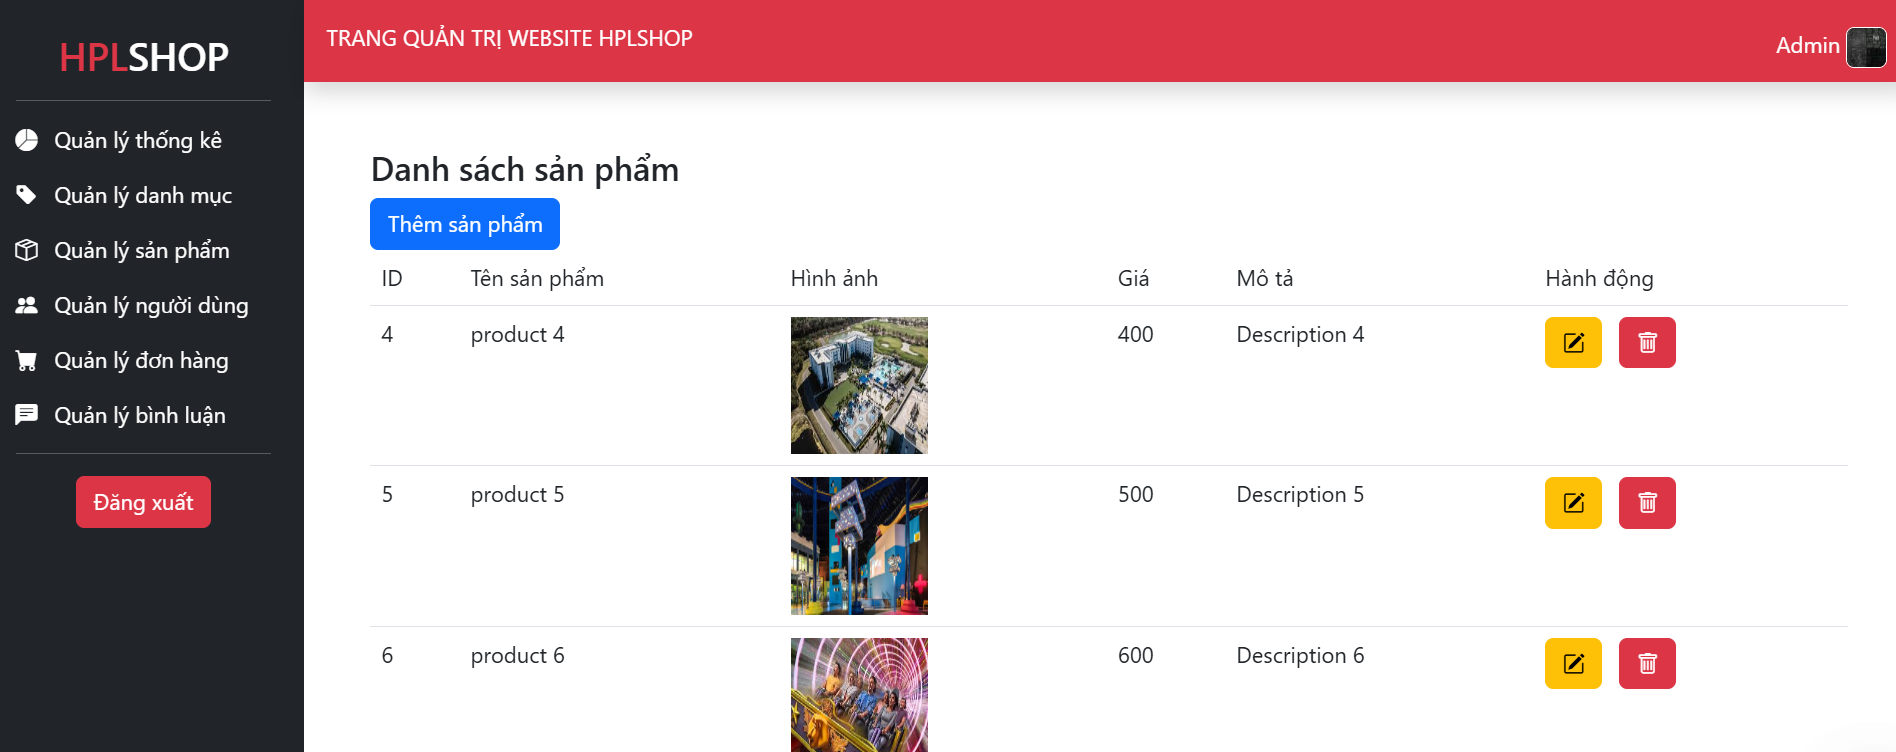 HPLSHOP
Quản lý thống kê
Quản lý danh mục
Quản lý sản phẩm
Quản lý người dùng
Quản lý đơn hàng
Quản lý bình luận
Đăng xuất
TRANG QUẢN TRỊ WEBSITE HPLSHOP
Admin
Danh sách sản phẩm
Thêm sản phẩm
ID Tên sản phẩm Hình ảnh Giá Mô tả Hành động
4 product 4 400 Description 4
5 product 5 500 Description 5
6 product 6 600 Description 6